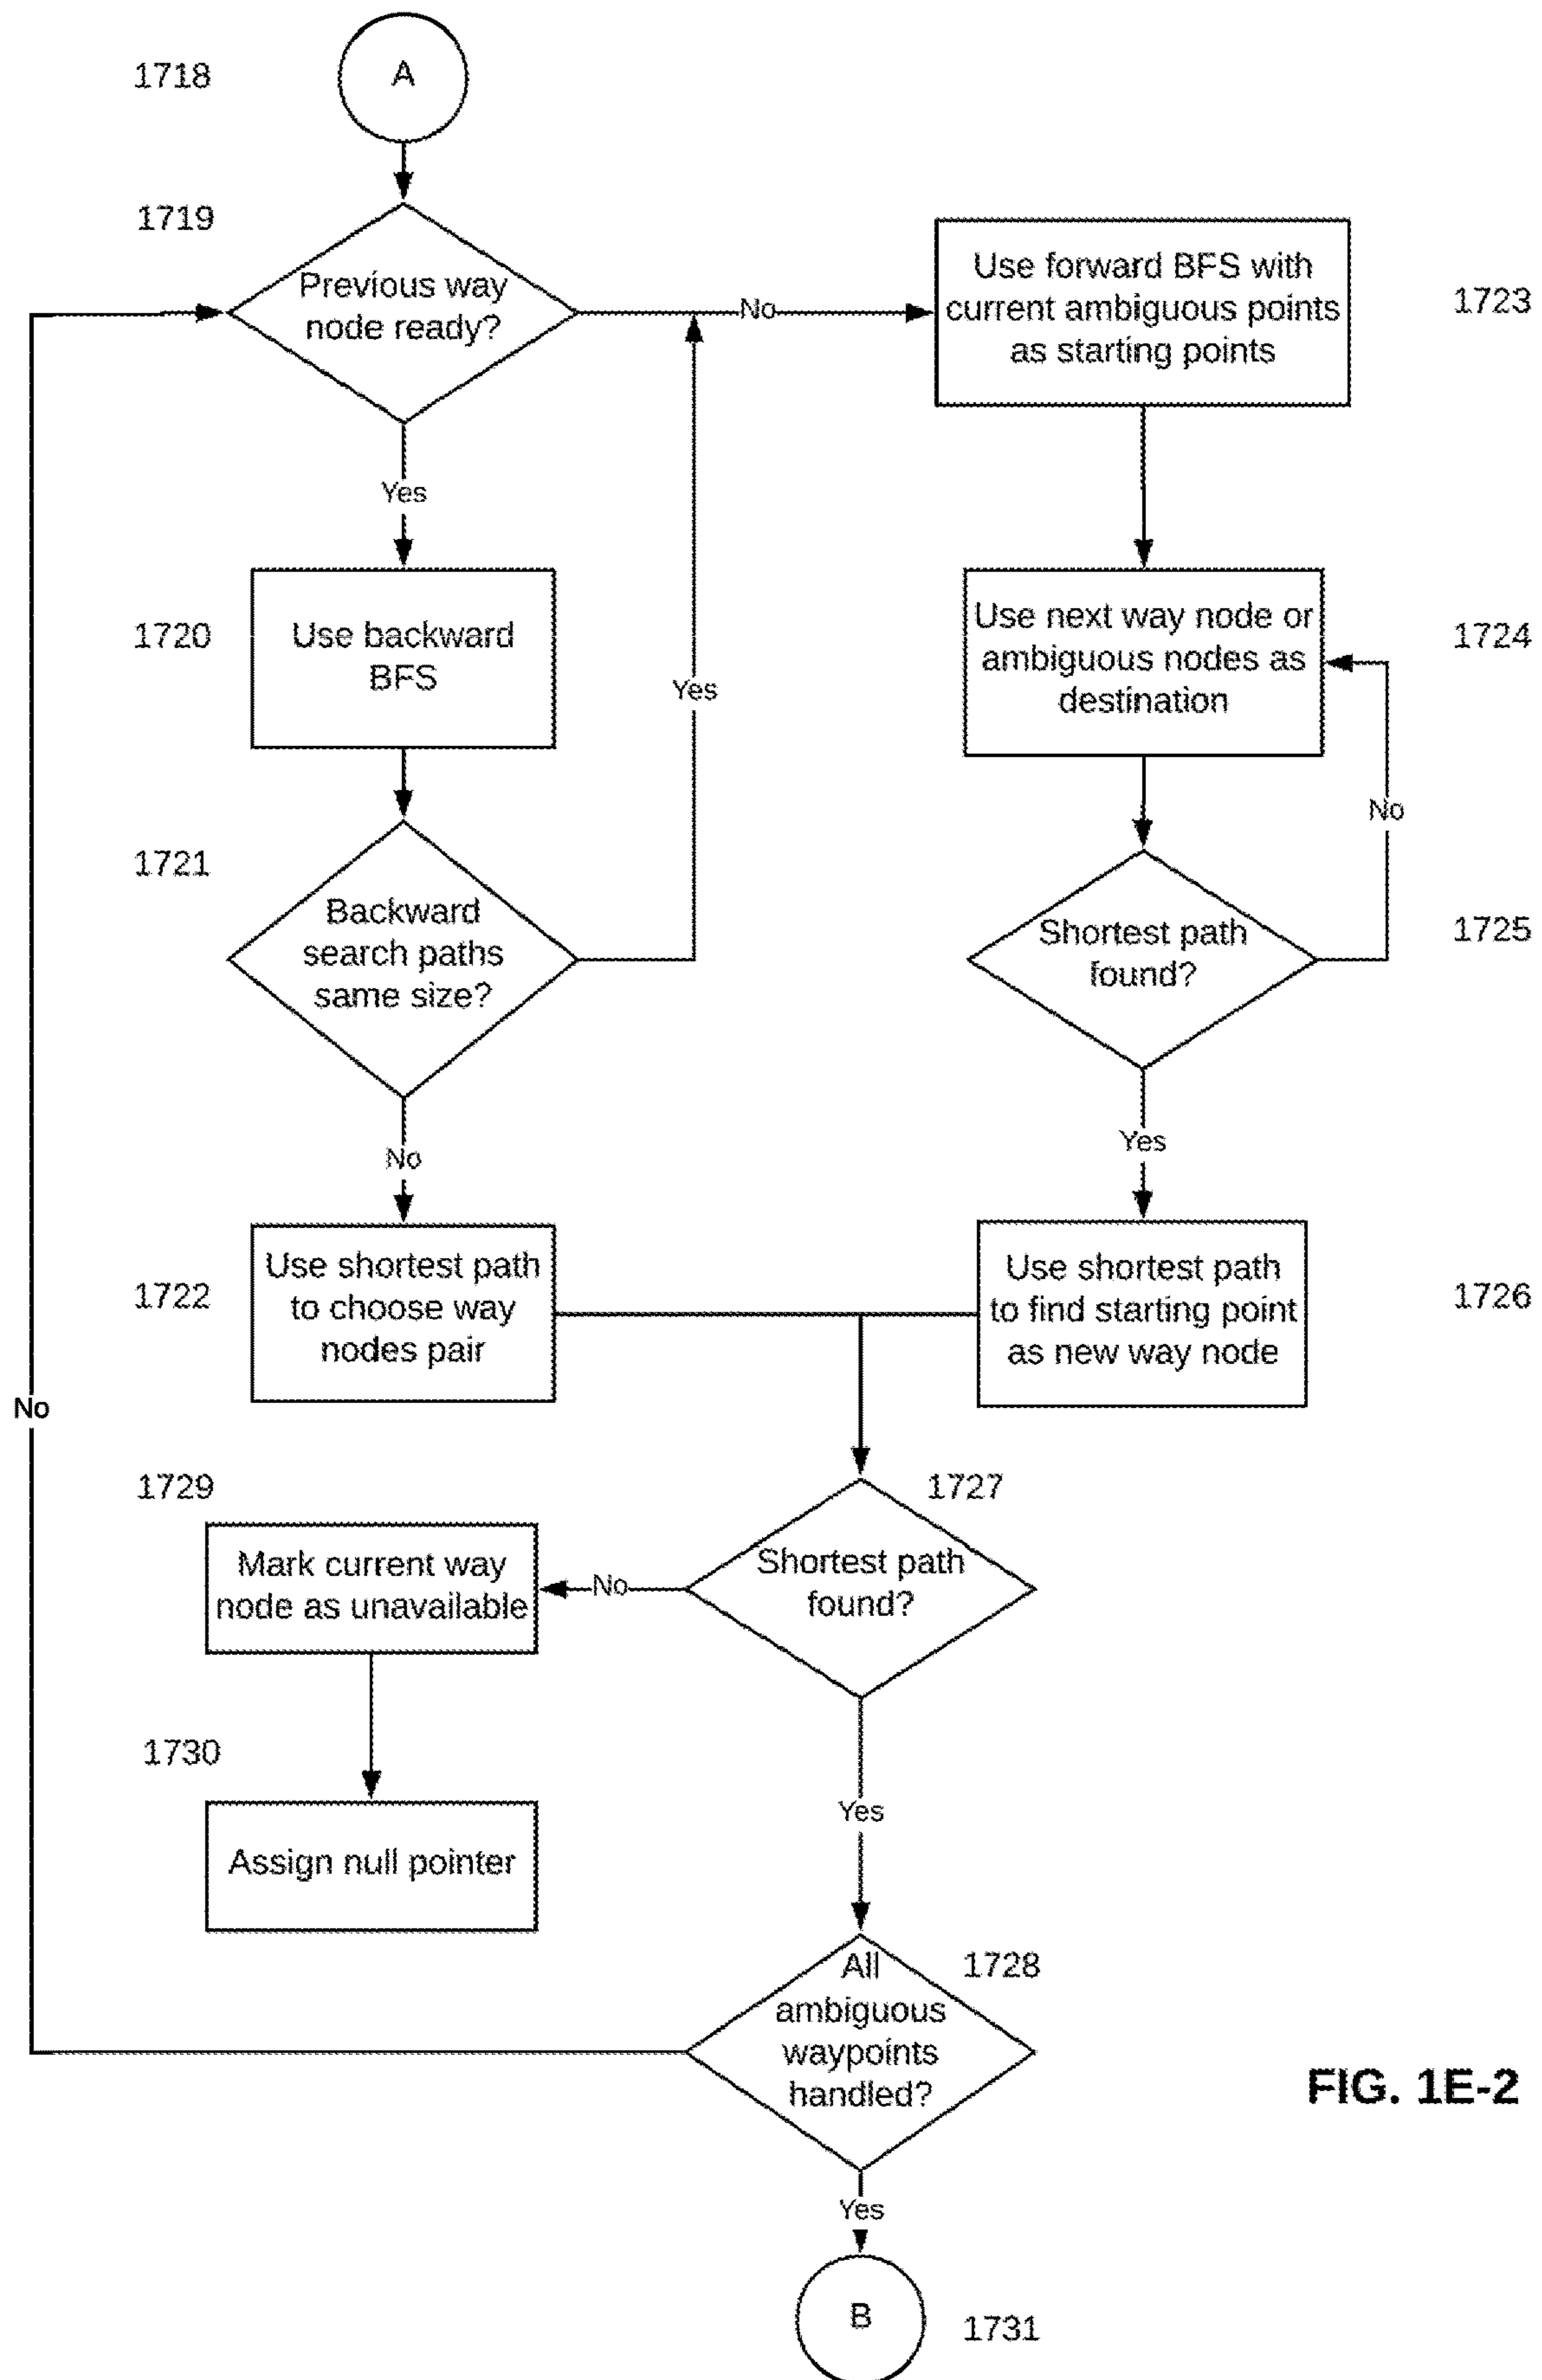 1718
A
1719
Previous way
node ready?
No
Use forward BFS with
current ambiguous points
as starting points
1723
Yes
1720
Use backward
BFS
Yes
Use next way node or
ambiguous nodes as
destination
1724
No
1721
Backward
search paths
same size?
Shortest path
found?
1725
No
Yes
1722
Use shortest path
to choose way
nodes pair
Use shortest path
to find starting point
as new way node
1726
No
1729
Mark current way
node as unavailable
No
1727
Shortest path
found?
1730
Assign null pointer
Yes
All
ambiguous
waypoints
handled?
1728
FIG. 1E-2
Yes
B
1731